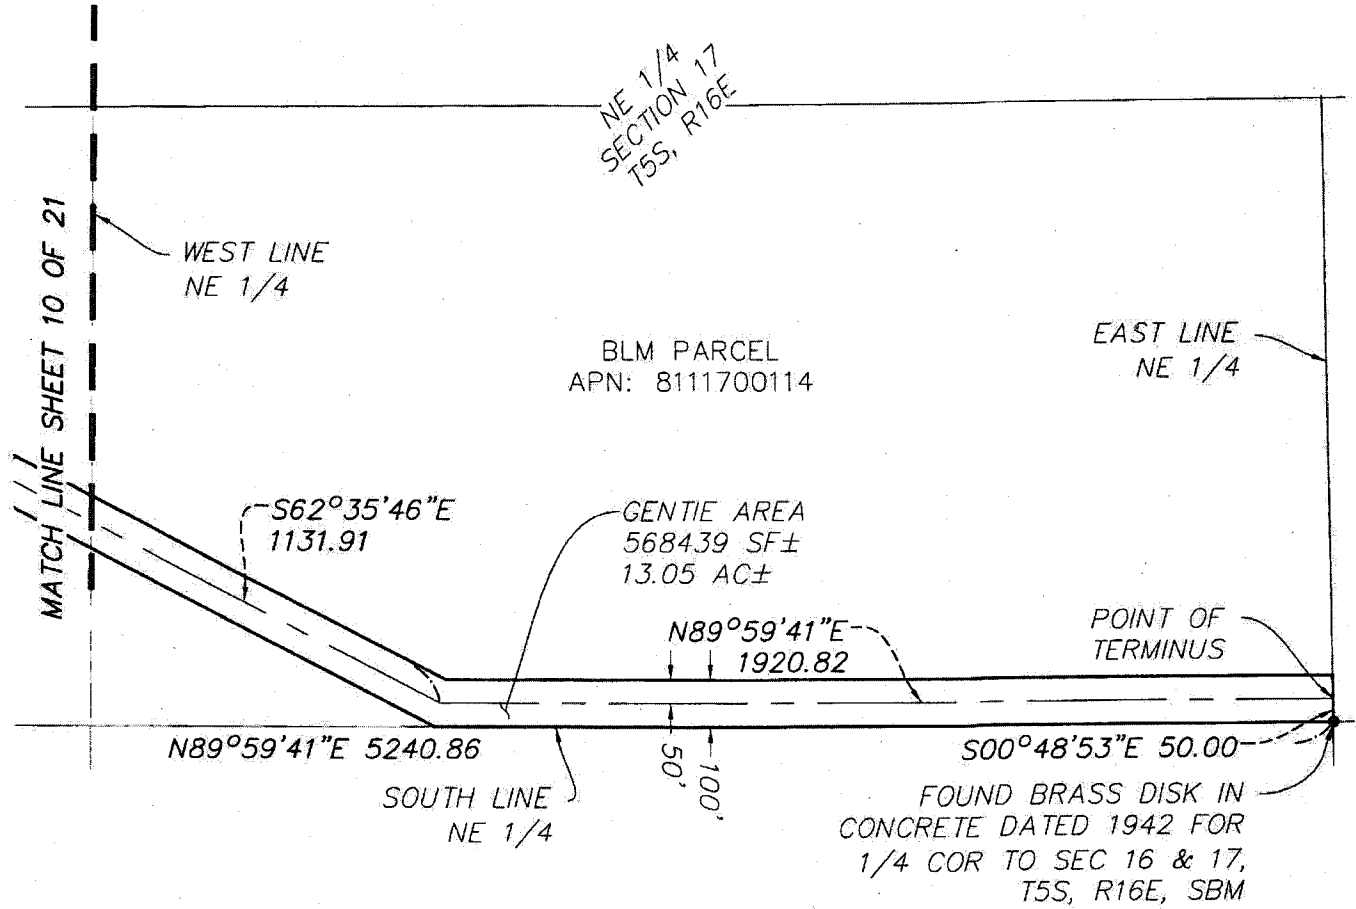 NE 1/4
SECTION 17
T5S, R16E
MATCH LINE SHEET 10 OF 21
WEST LINE
NE 1/4
BLM PARCEL
APN: 8111700114
EAST LINE
NE 1/4
S62°35'46"E
1131.91
GENTIE AREA
568439 SF±
13.05 AC±
N89°59'41"E
1920.82
POINT OF
TERMINUS
N89°59'41"E 5240.86
50'
100'
S00°48'53"E 50.00
SOUTH LINE
NE 1/4
FOUND BRASS DISK IN
CONCRETE DATED 1942 FOR
1/4 COR TO SEC 16 & 17,
T5S, R16E, SBM